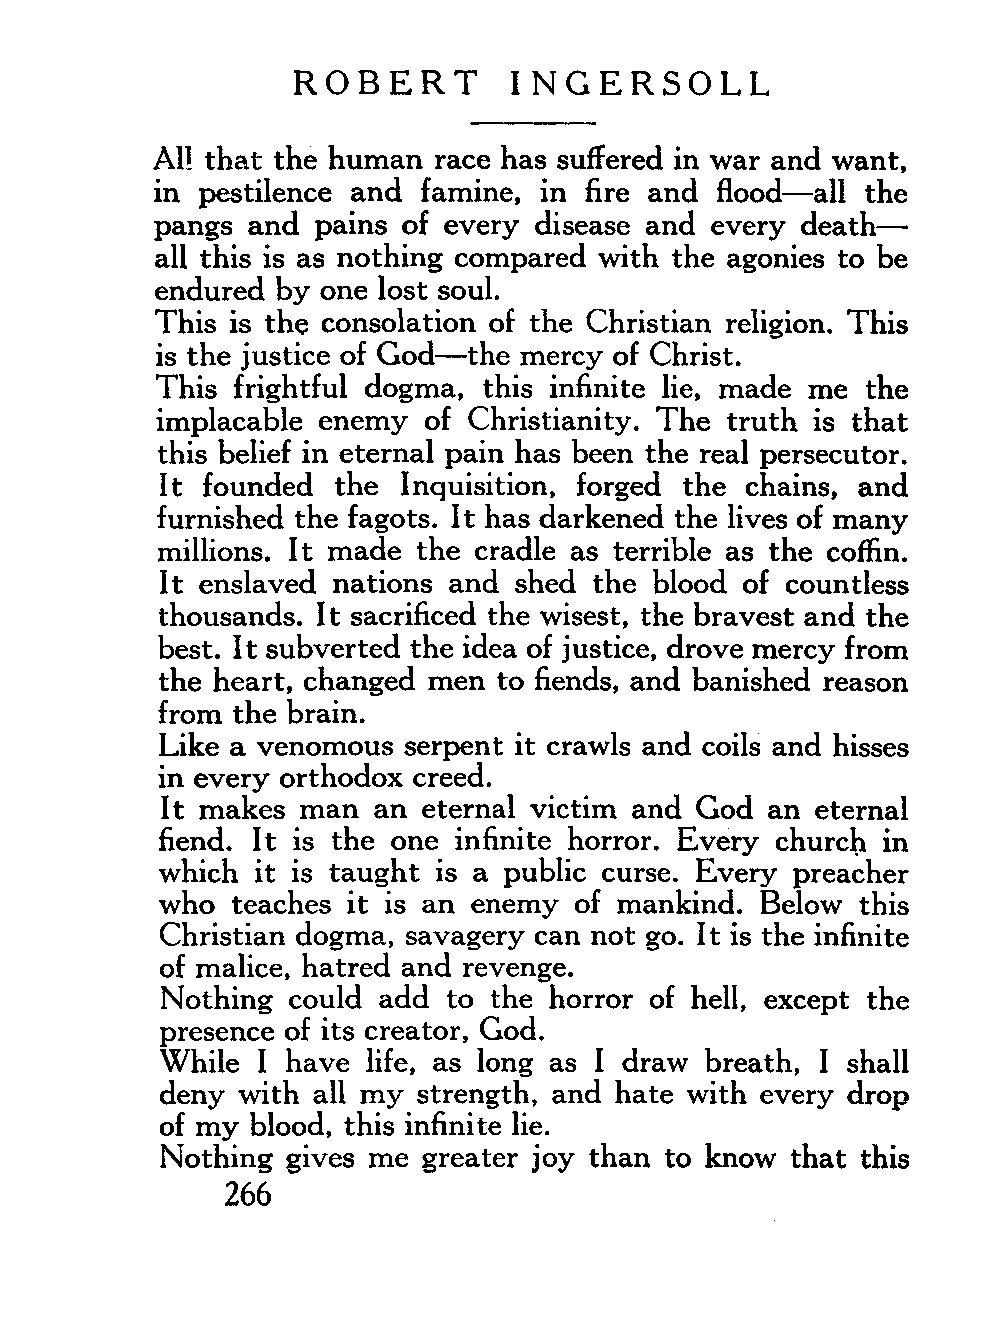 ROBERT INGERSOLL
All that the human race has suffered in war and want,
in pestilence and famine, in fire and flood—all the
pangs and pains of every disease and every death—
all this is as nothing compared with the agonies to be
endured by one lost soul.
This is the consolation of the Christian religion. This
is the justice of God—the mercy of Christ.
This frightful dogma, this infinite lie, made me the
implacable enemy of Christianity. The truth is that
this belief in eternal pain has been the real persecutor.
It founded the Inquisition, forged the chains, and
furnished the fagots. It has darkened the lives of many
millions. It made the cradle as terrible as the coffin.
It enslaved nations and shed the blood of countless
thousands. It sacrificed the wisest, the bravest and the
best. It subverted the idea of justice, drove mercy from
the heart, changed men to fiends, and banished reason
from the brain.
Like a venomous serpent it crawls and coils and hisses
in every orthodox creed.
It makes man an eternal victim and God an eternal
fiend. It is the one infinite horror. Every church in
which it is taught is a public curse. Every preacher
who teaches it is an enemy of mankind. Below this
Christian dogma, savagery can not go. It is the infinite
of malice, hatred and revenge.
Nothing could add to the horror of hell, except the
presence of its creator, God.
While I have life, as long as I draw breath, I shall
deny with all my strength, and hate with every drop
of my blood, this infinite lie.
Nothing gives me greater joy than to know that this
266